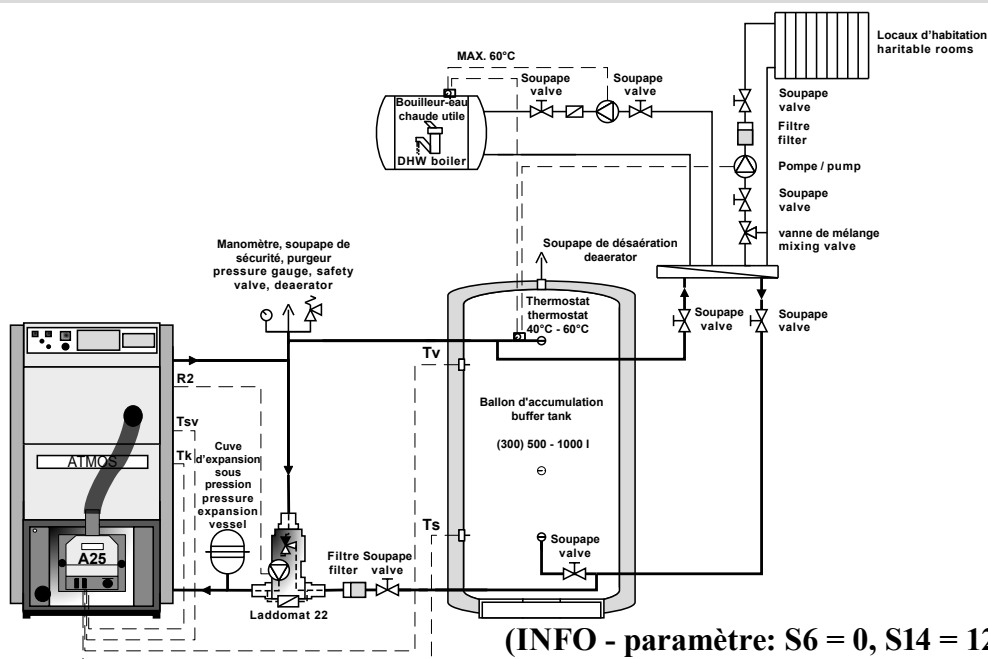 Locaux d'habitation
haritable rooms
MAX. 60°C
Soupape
valve
Soupape
valve
Bouilleur-eau
chaude utile
DHW boiler
Soupape
valve
Filtre
filter
Pompe / pump
Soupape
valve
vanne de mélange
mixing valve
Manomètre, soupape de
sécurité, purgeur
pressure gauge, safety
valve, deaerator
Soupape de désaération
deaerator
Thermostat
thermostat
40°C - 60°C
Soupape
valve
Soupape
valve
Tv
R2
Tsv
Tk
ATMOS
Ballon d'accumulation
buffer tank
(300) 500 - 1000 l
Cuve
d'expansion
sous
pression
pressure
expansion
vessel
Ts
A25
Filtre
filter
Soupape
valve
Soupape
valve
Laddomat 22
(INFO - paramètre: S6 = 0, S14 = 12